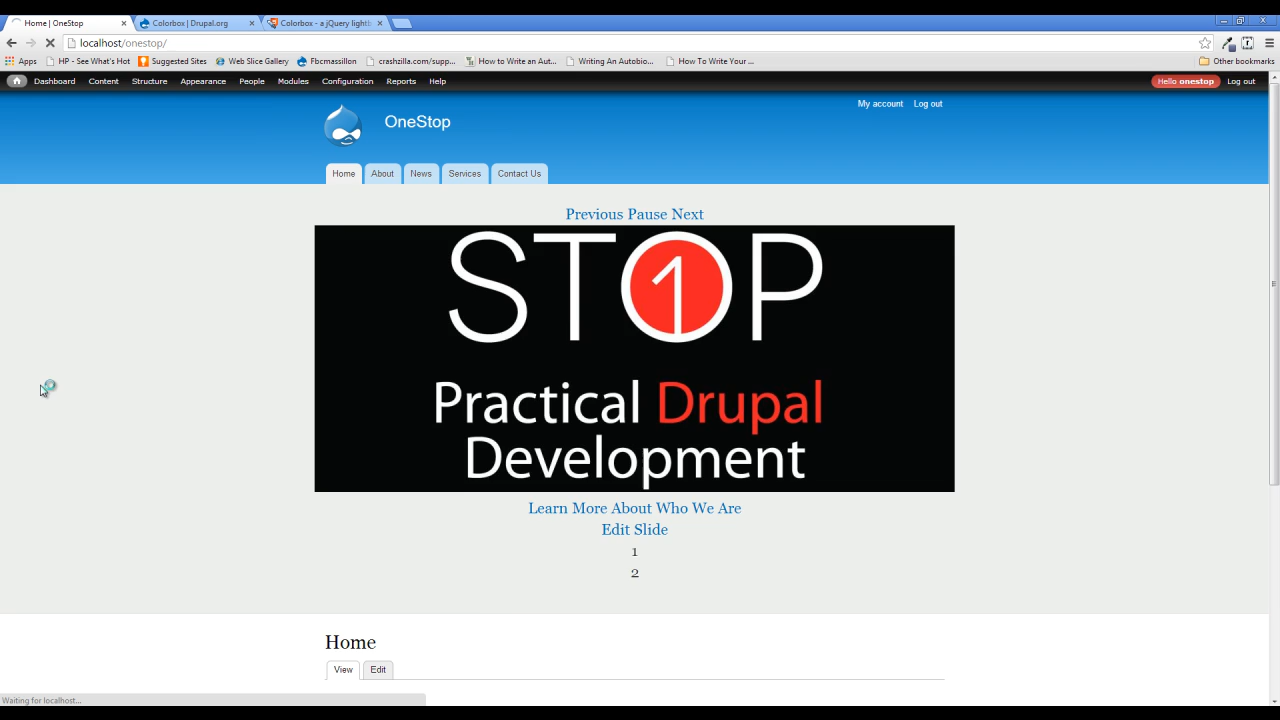 Home | OneStop
Colorbox | Drupal.org
Colorbox - a jQuery lightb
localhost/onestop/
Apps
HP - See What's Hot
Suggested Sites
Web Slice Gallery
Fbcmassillon
crashzilla.com/supp...
How to Write an Aut...
Writing An Autobio...
How To Write Your ...
Other bookmarks
Dashboard Content Structure Appearance People Modules Configuration Reports Help
Hello onestop
Log out
My account Log out
OneStop
Home About News Services Contact Us
Previous Pause Next
STOP
1
Practical Drupal
Development
Learn More About Who We Are
Edit Slide
1
2
Home
View Edit
Waiting for localhost...